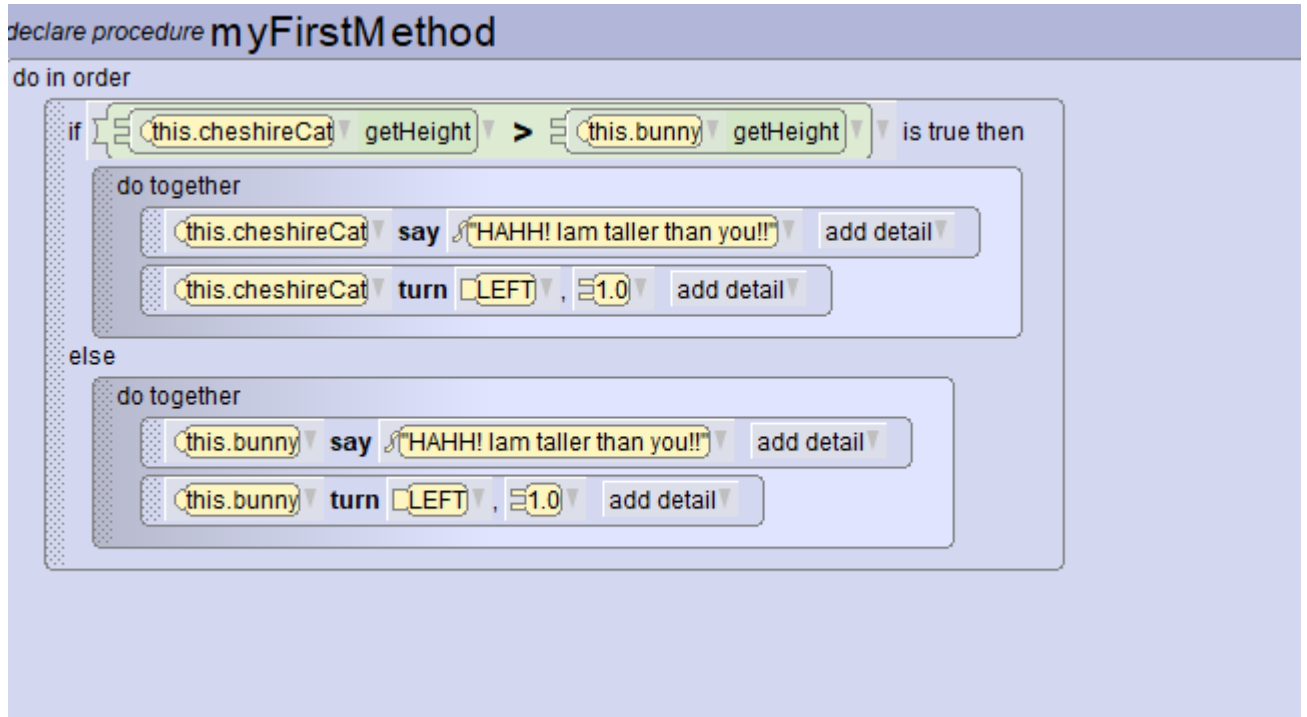 declare procedure myFirstMethod
do in order
if this.cheshireCat getHeight > this.bunny getHeight is true then
do together
this.cheshireCat say "HAHH! Iam taller than you!!" add detail
this.cheshireCat turn LEFT , 1.0 add detail
else
do together
this.bunny say "HAHH! Iam taller than you!!" add detail
this.bunny turn LEFT , 1.0 add detail